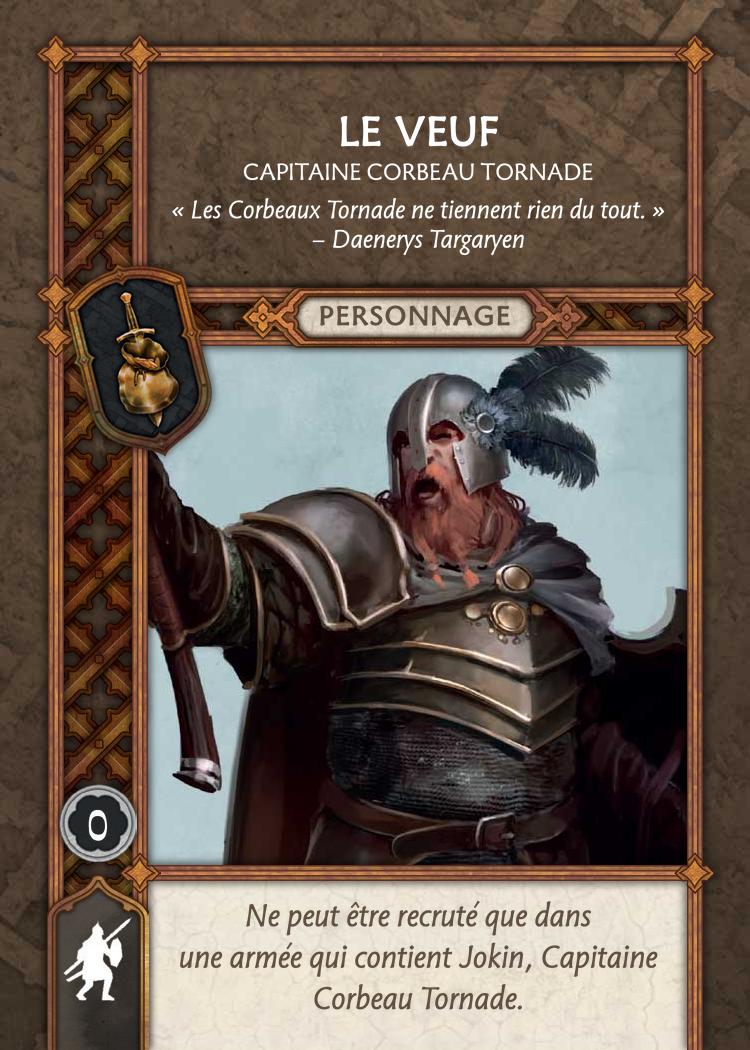 LE VEUF
CAPITAINE CORBEAU TORNADE
« Les Corbeaux Tornade ne tiennent rien du tout. »
– Daenerys Targaryen
PERSONNAGE
0
Ne peut être recruté que dans
une armée qui contient Jokin, Capitaine
Corbeau Tornade.